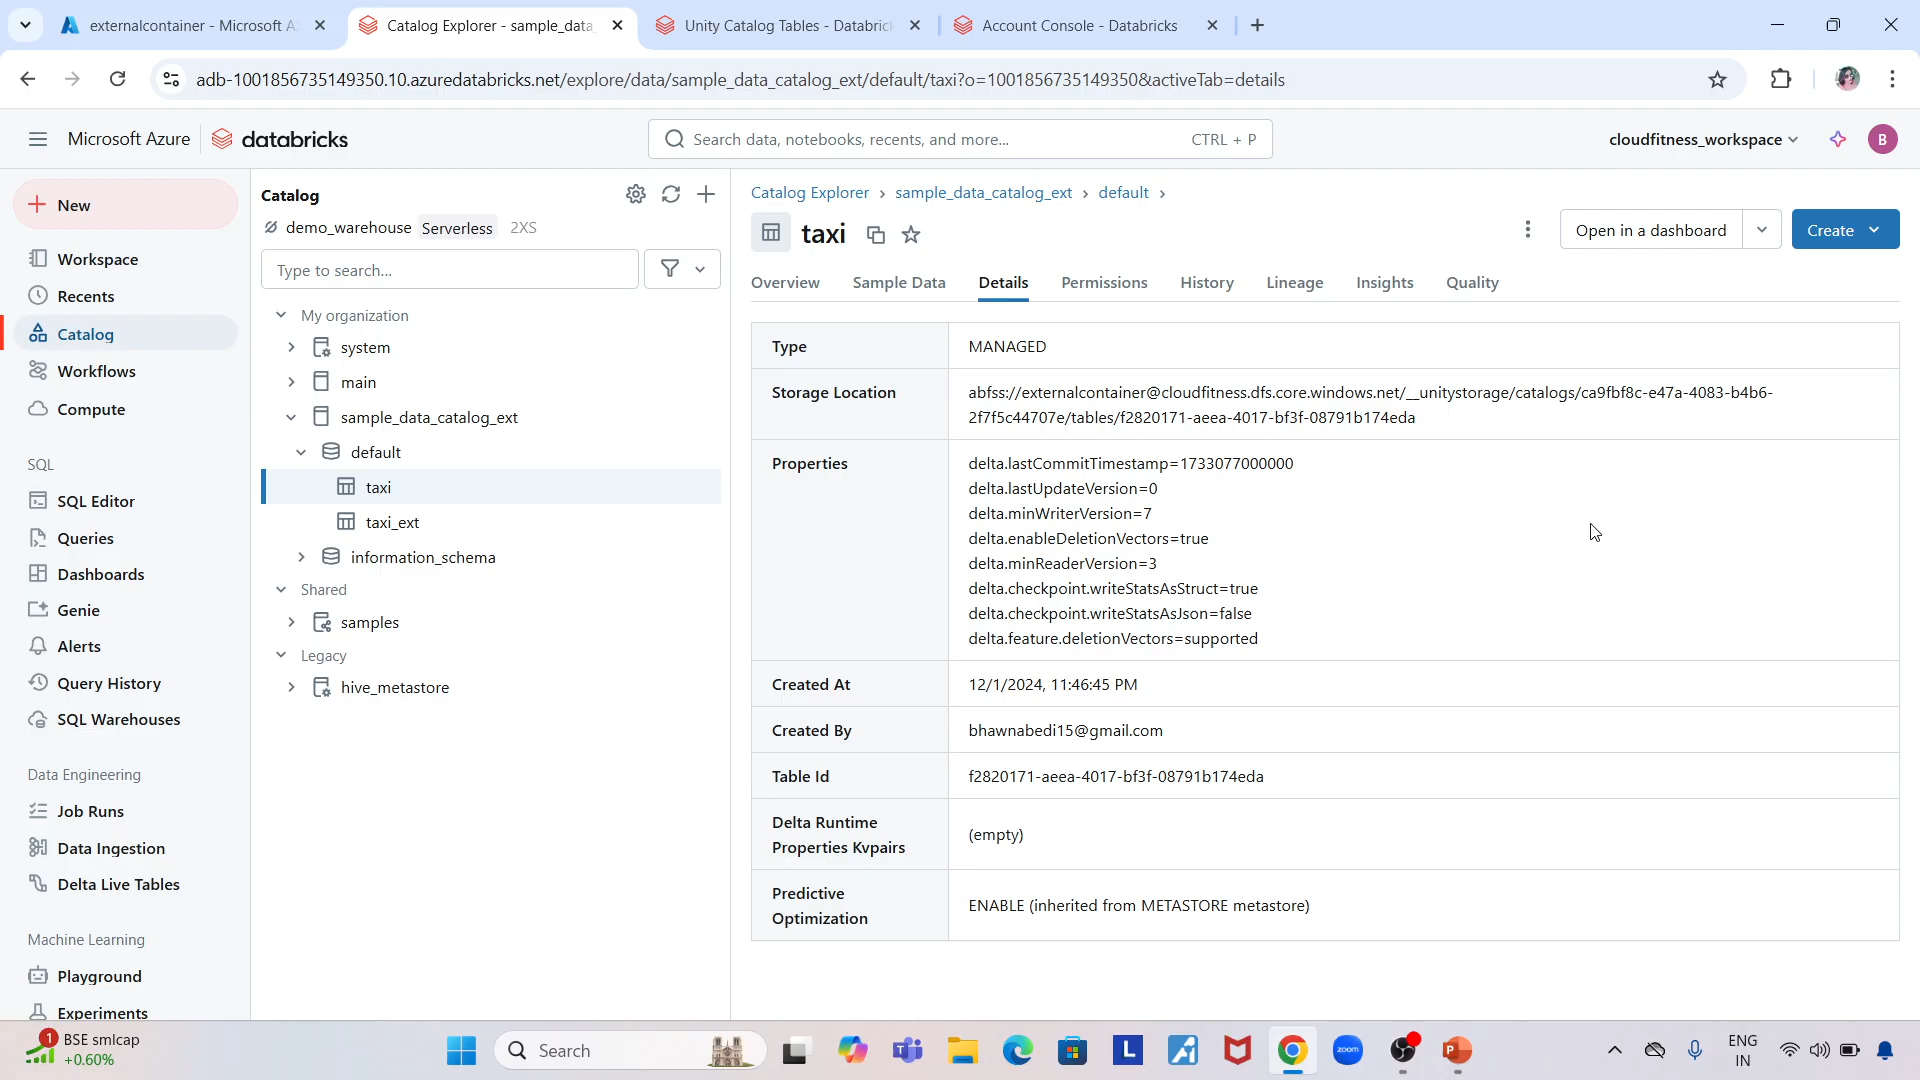 externalcontainer - Microsoft A
Catalog Explorer - sample_data_
Unity Catalog Tables - Databric
Account Console - Databricks
adb-1001856735149350.10.azuredatabricks.net/explore/data/sample_data_catalog_ext/default/taxi?o=1001856735149350&activeTab=details
Microsoft Azure
databricks
Search data, notebooks, recents, and more...
CTRL + P
cloudfitness_workspace
B
New
Workspace
Recents
Catalog
Workflows
Compute
SQL
SQL Editor
Queries
Dashboards
Genie
Alerts
Query History
SQL Warehouses
Data Engineering
Job Runs
Data Ingestion
Delta Live Tables
Machine Learning
Playground
Experiments
Catalog
demo_warehouse Serverless 2XS
Type to search...
My organization
system
main
sample_data_catalog_ext
default
taxi
taxi_ext
information_schema
Shared
samples
Legacy
hive_metastore
Catalog Explorer › sample_data_catalog_ext › default ›
taxi
Open in a dashboard
Create
Overview
Sample Data
Details
Permissions
History
Lineage
Insights
Quality
Type
MANAGED
Storage Location
abfss://externalcontainer@cloudfitness.dfs.core.windows.net/__unitystorage/catalogs/ca9fbf8c-e47a-4083-b4b6-
2f7f5c44707e/tables/f2820171-aeea-4017-bf3f-08791b174eda
Properties
delta.lastCommitTimestamp=1733077000000
delta.lastUpdateVersion=0
delta.minWriterVersion=7
delta.enableDeletionVectors=true
delta.minReaderVersion=3
delta.checkpoint.writeStatsAsStruct=true
delta.checkpoint.writeStatsAsJson=false
delta.feature.deletionVectors=supported
Created At
12/1/2024, 11:46:45 PM
Created By
bhawnabedi15@gmail.com
Table Id
f2820171-aeea-4017-bf3f-08791b174eda
Delta Runtime
Properties Kvpairs
(empty)
Predictive
Optimization
ENABLE (inherited from METASTORE metastore)
1
BSE smlcap
+0.60%
Search
L
zoom
P
ENG
IN